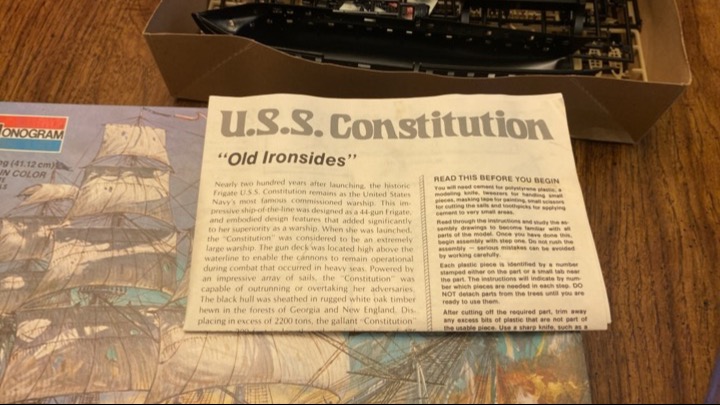 MONOGRAM
(41.12 cm)
IN COLOR
U.S.S. Constitution
"Old Ironsides"
Nearly two hundred years after launching, the historic
Frigate U.S.S. Constitution remains as the United States
Navy's most famous commissioned warship. This im-
pressive ship-of-the-line was designed as a 44-gun Frigate,
and embodied design features that added significantly
to her superiority as a warship. When she was launched,
the "Constitution" was considered to be an extremely
large warship. The gun deck was located high above the
waterline to enable the cannons to remain operational
during combat that occurred in heavy seas. Powered by
an impressive array of sails, the "Constitution" was
capable of outrunning or overtaking her adversaries.
The black hull was sheathed in rugged white oak timber
hewn in the forests of Georgia and New England. Dis-
placing in excess of 2200 tons, the gallant "Constitution"
READ THIS BEFORE YOU BEGIN
You will need cement for polystyrene plastic, a
modeling knife, tweezers for handling small
pieces, masking tape for painting, small scissors
for cutting the sails and toothpicks for applying
cement to very small areas.
Read through the instructions and study the as-
sembly drawings to become familiar with all
parts of the model. Once you have done this,
begin assembly with step one. Do not rush the
assembly — serious mistakes can be avoided
by working carefully.
Each plastic piece is identified by a number
stamped either on the part or a small tab near
the part. The instructions will indicate by num-
ber which pieces are needed in each step. DO
NOT detach parts from the trees until you are
ready to use them.
After cutting off the required part, trim away
any excess bits of plastic that are not part of
the usable piece. Use a sharp knife, such as a